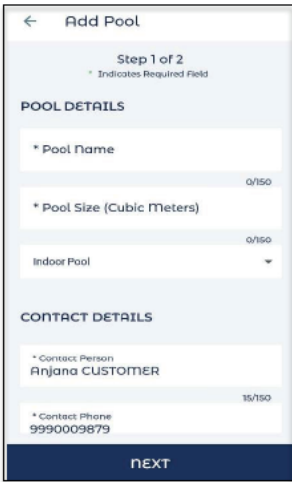 Add Pool
Step 1 of 2
* Indicates Required Field
POOL DETAILS
* Pool Name
0/150
* Pool Size (Cubic Meters)
0/150
Indoor Pool
CONTACT DETAILS
* Contact Person
Anjana CUSTOMER
15/150
* Contact Phone
9990009879
NEXT